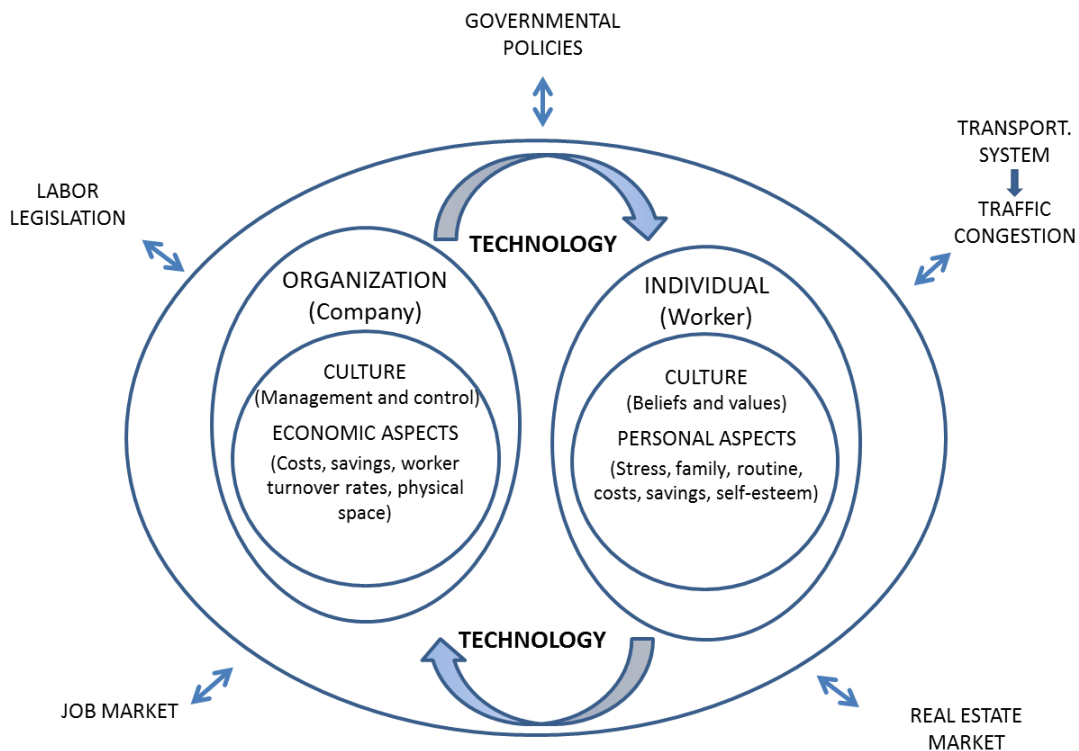 GOVERNMENTAL
POLICIES
TRANSPORT.
SYSTEM
TRAFFIC
CONGESTION
LABOR
LEGISLATION
TECHNOLOGY
ORGANIZATION
(Company)
CULTURE
(Management and control)
ECONOMIC ASPECTS
(Costs, savings, worker
turnover rates, physical
space)
INDIVIDUAL
(Worker)
CULTURE
(Beliefs and values)
PERSONAL ASPECTS
(Stress, family, routine,
costs, savings, self-esteem)
TECHNOLOGY
JOB MARKET
REAL ESTATE
MARKET